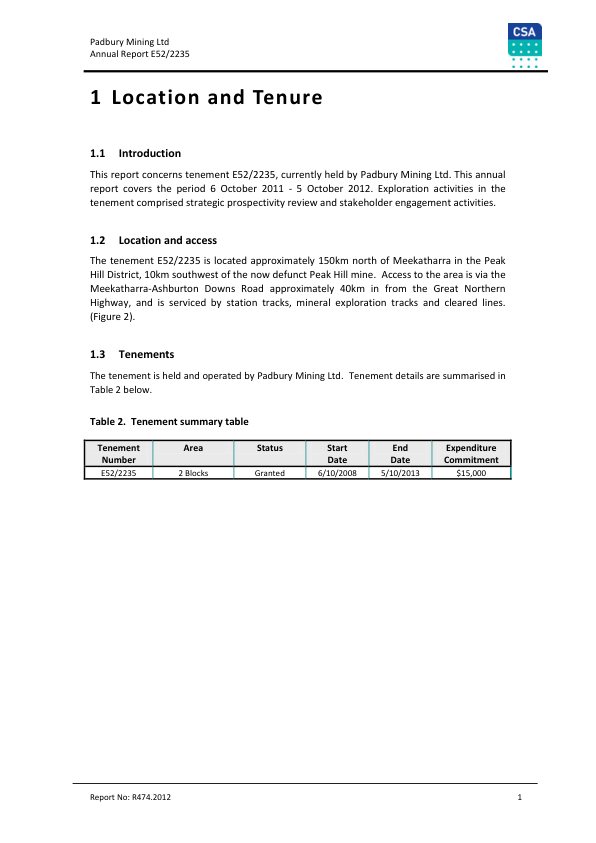 Padbury Mining Ltd
Annual Report E52/2235
CSA
1 Location and Tenure
1.1 Introduction
This report concerns tenement E52/2235, currently held by Padbury Mining Ltd. This annual
report covers the period 6 October 2011 - 5 October 2012. Exploration activities in the
tenement comprised strategic prospectivity review and stakeholder engagement activities.
1.2 Location and access
The tenement E52/2235 is located approximately 150km north of Meekatharra in the Peak
Hill District, 10km southwest of the now defunct Peak Hill mine. Access to the area is via the
Meekatharra-Ashburton Downs Road approximately 40km in from the Great Northern
Highway, and is serviced by station tracks, mineral exploration tracks and cleared lines.
(Figure 2).
1.3 Tenements
The tenement is held and operated by Padbury Mining Ltd. Tenement details are summarised in
Table 2 below.
Table 2. Tenement summary table
Tenement Number Area Status Start Date End Date Expenditure Commitment
E52/2235 2 Blocks Granted 6/10/2008 5/10/2013 $15,000
Report No: R474.2012 1